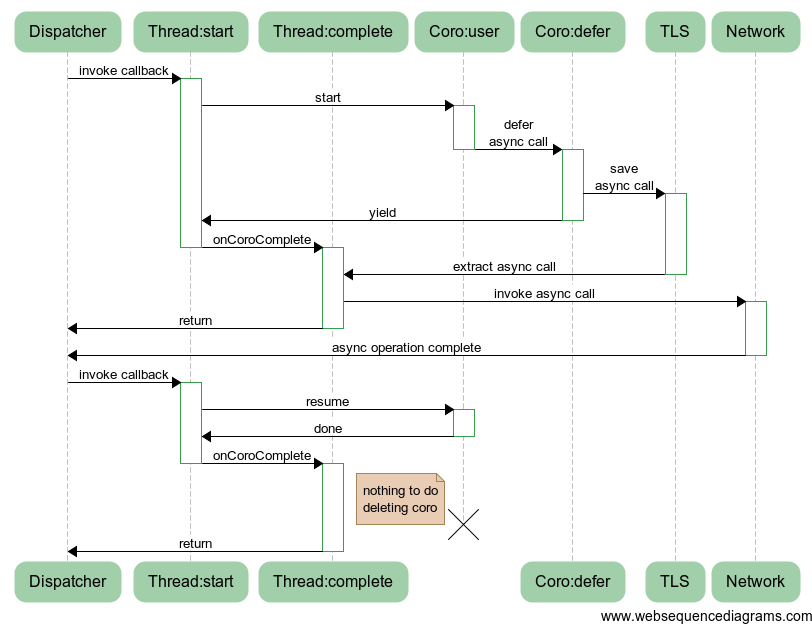 Dispatcher
Thread:start
Thread:complete
Coro:user
Coro:defer
TLS
Network
invoke callback
start
defer
async call
save
async call
yield
onCoroComplete
extract async call
invoke async call
return
async operation complete
invoke callback
resume
done
onCoroComplete
nothing to do
deleting coro
return
Dispatcher
Thread:start
Thread:complete
Coro:defer
TLS
Network
www.websequencediagrams.com